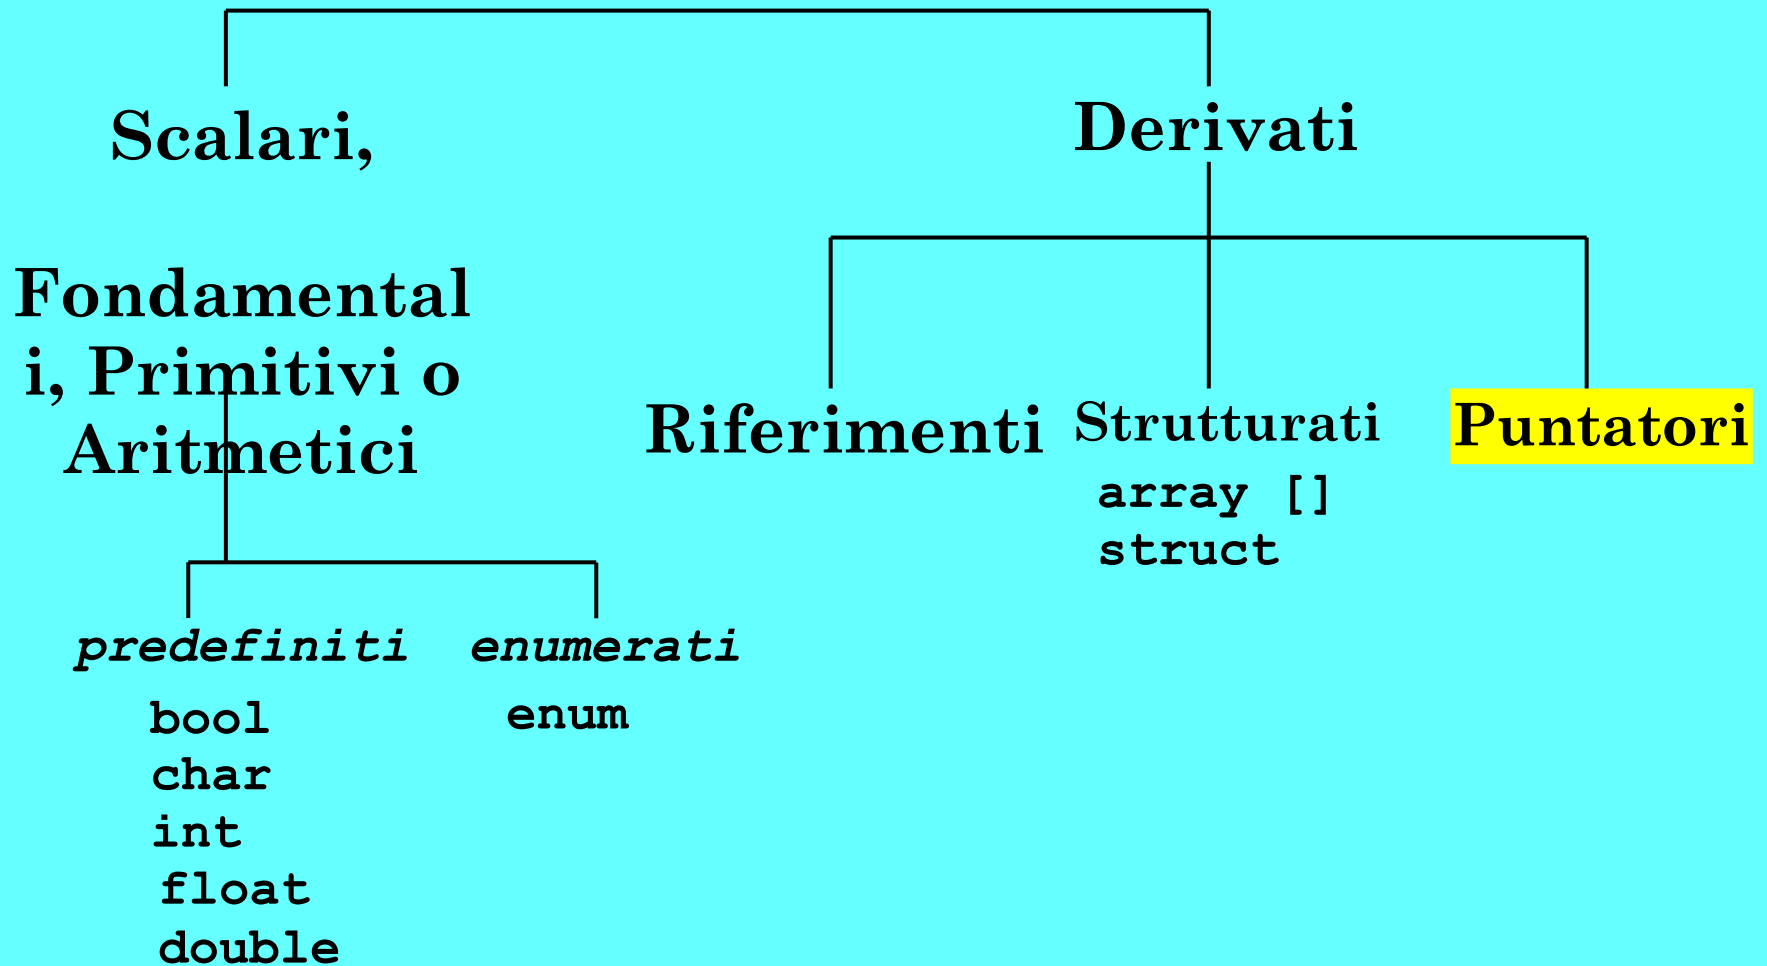 Scalari,
Fondamental
i, Primitivi o
Aritmetici
Derivati
Riferimenti
Strutturati
array []
struct
Puntatori
predefiniti
bool
char
int
float
double
enumerati
enum